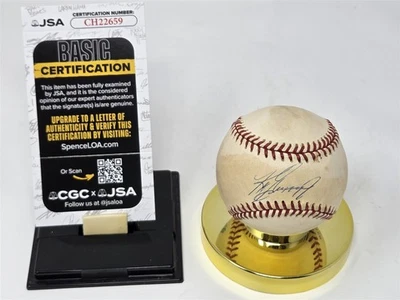 JSA
CERTIFICATION NUMBER:
CH22659
BASIC
CERTIFICATION
This item has been fully examined
by JSA, and it is the considered
opinion of our expert authenticators
that the signature(s) is/are genuine.
UPGRADE TO A LETTER OF
AUTHENTICITY & VERIFY THIS
CERTIFICATION BY VISITING:
SpenceLOA.com
Or Scan
CGC x JSA
Follow us at @jsaloa